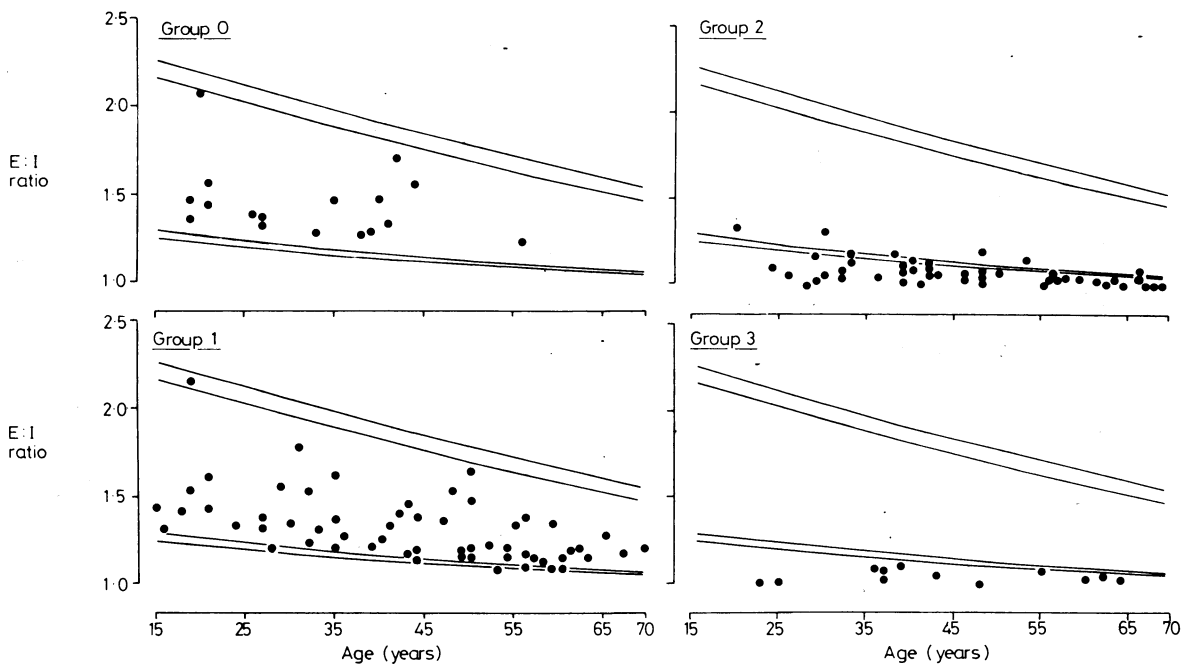 2·5
Group 0
Group 2
2·0
E:I
ratio
1·5
1·0
2·5
Group 1
Group 3
2·0
E:I
ratio
1·5
1·0
15 25 35 45 55 65 70
Age (years)
25 35 45 55 65 70
Age (years)